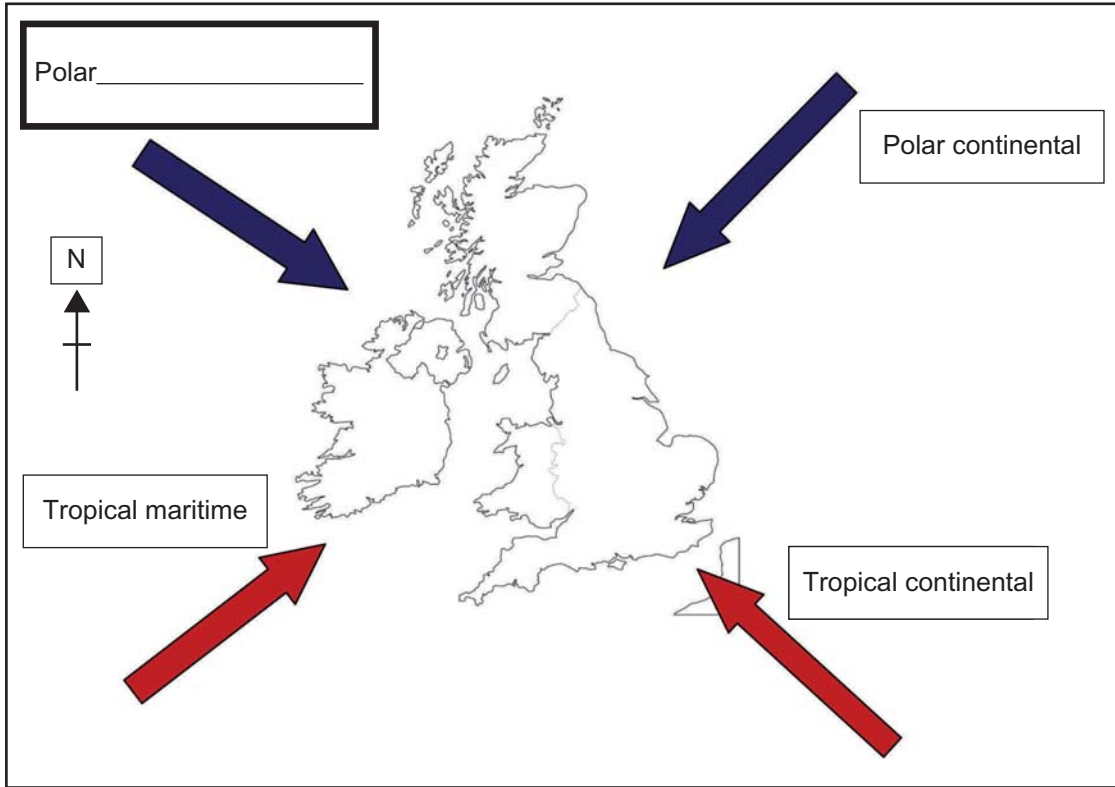 Polar___________________
Polar continental
N
Tropical maritime
Tropical continental